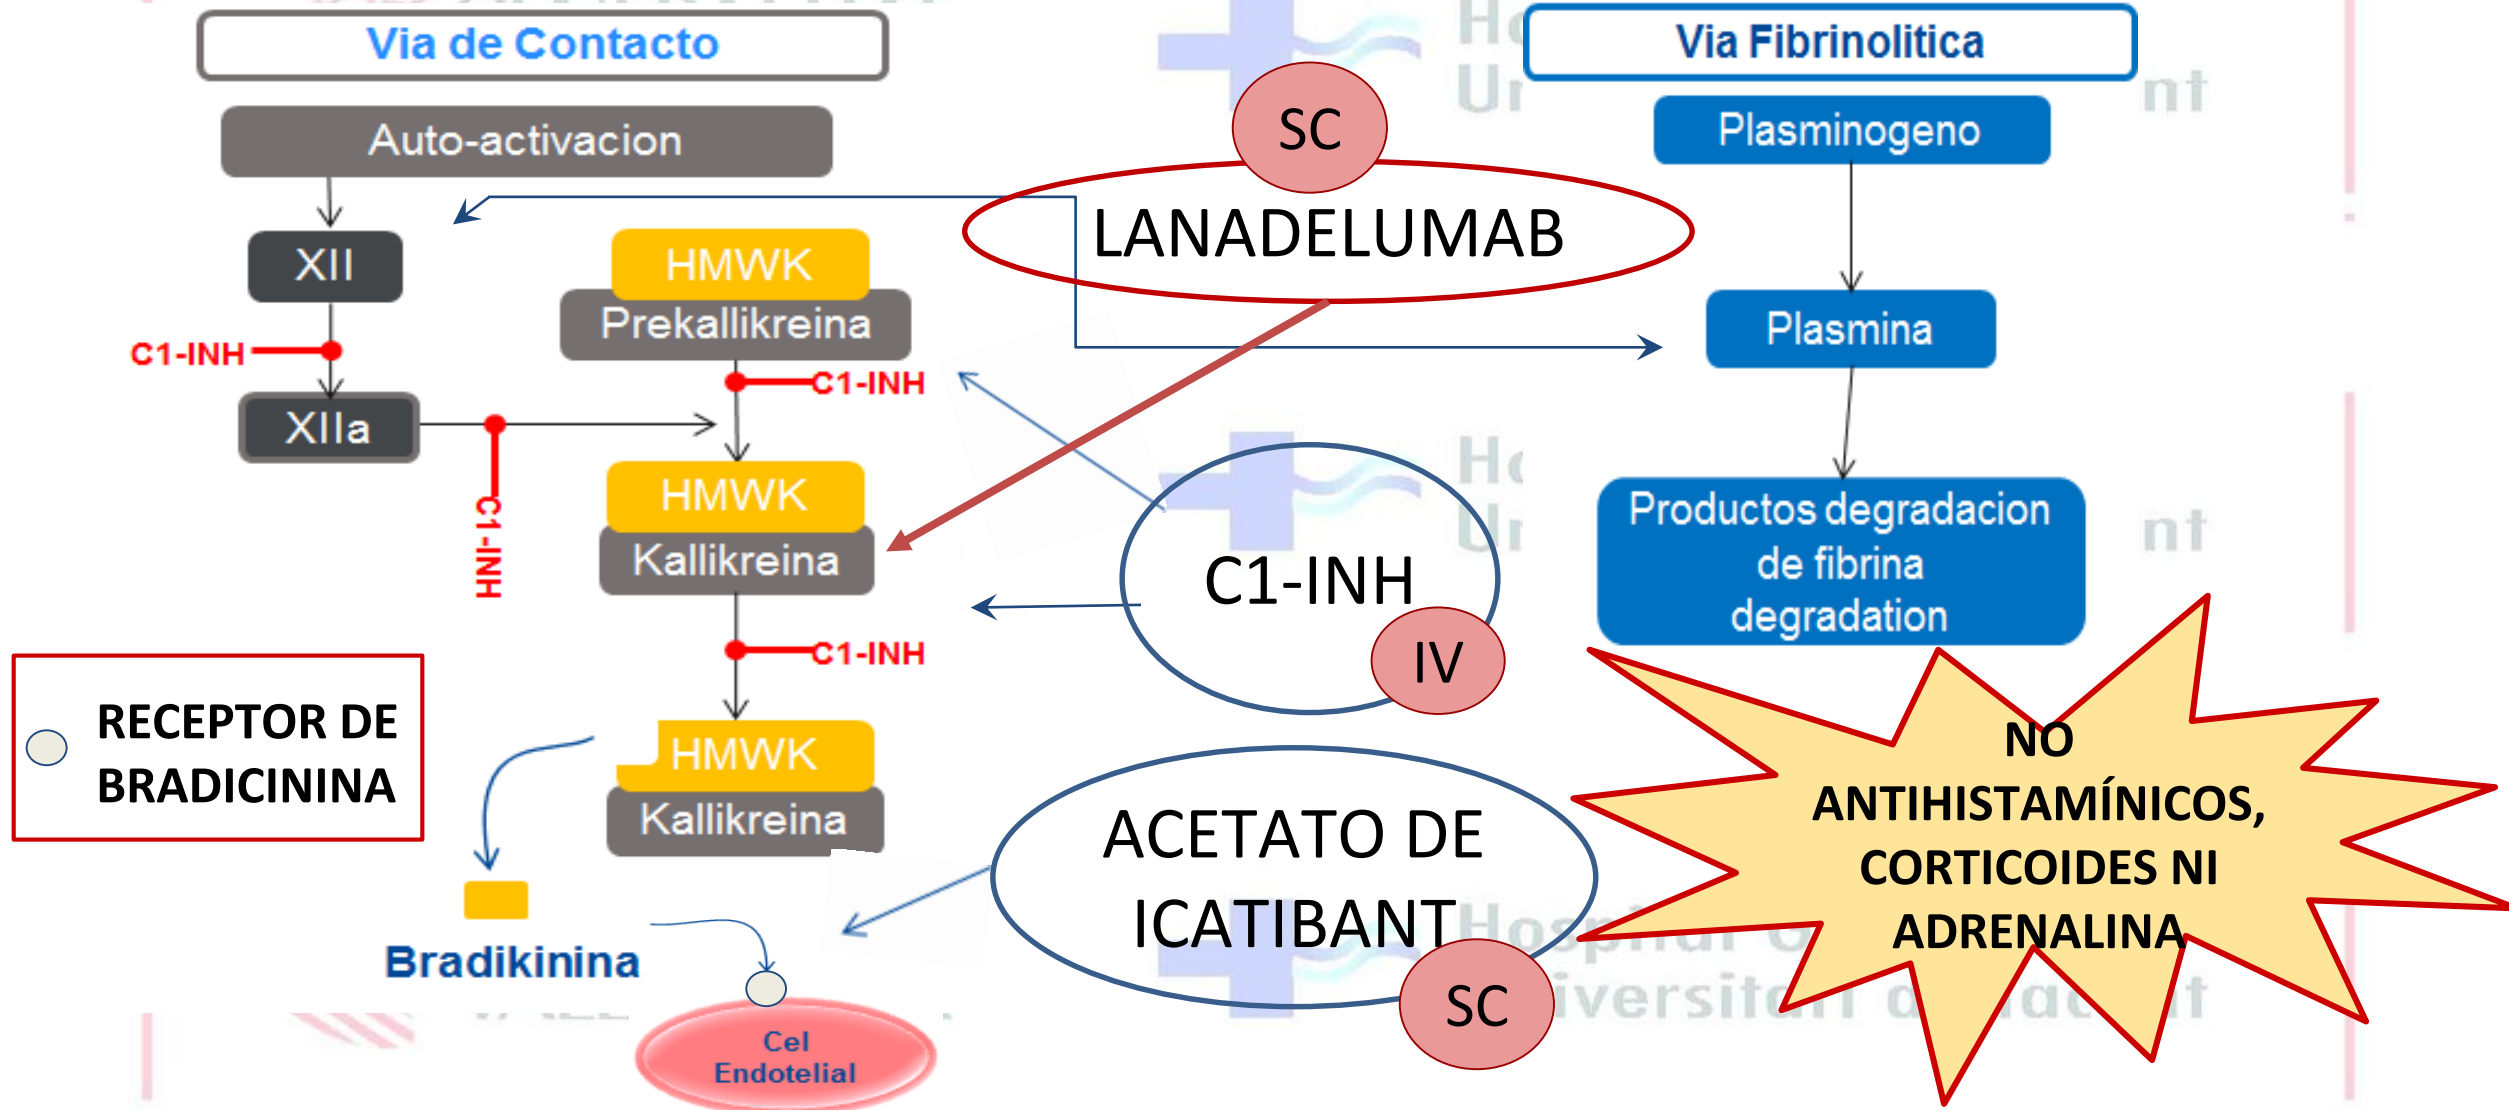 Via de Contacto
Auto-activacion
XII
HMWK
Prekallikreina
C1-INH
C1-INH
XIIa
C1-INH
HMWK
Kallikreina
C1-INH
HMWK
Kallikreina
RECEPTOR DE
BRADICININA
Bradikinina
Cel
Endotelial
SC
LANADELUMAB
C1-INH
IV
ACETATO DE
ICATIBANT
SC
Via Fibrinolitica
Plasminogeno
Plasmina
Productos degradacion
de fibrina
degradation
NO
ANTIHISTAMÍNICOS,
CORTICOIDES NI
ADRENALINA